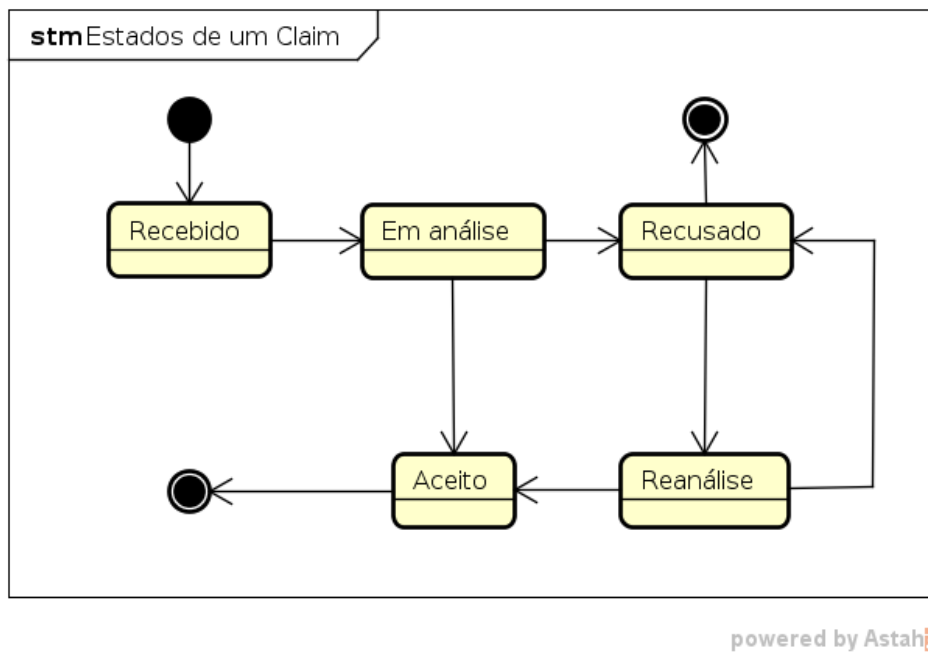 stm Estados de um Claim
Recebido
Em análise
Recusado
Aceito
Reanálise
powered by Astah